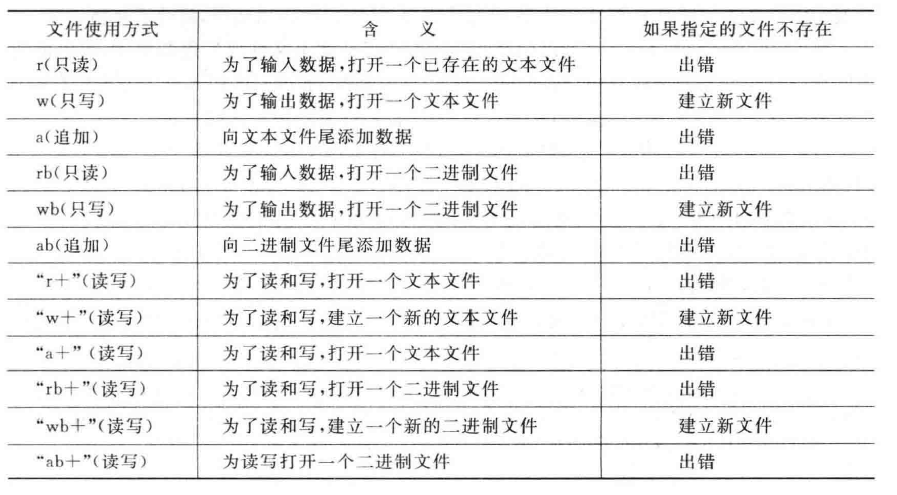 文件使用方式 含 义 如果指定的文件不存在
r(只读) 为了输入数据,打开一个已存在的文本文件 出错
w(只写) 为了输出数据,打开一个文本文件 建立新文件
a(追加) 向文本文件尾添加数据 出错
rb(只读) 为了输入数据,打开一个二进制文件 出错
wb(只写) 为了输出数据,打开一个二进制文件 建立新文件
ab(追加) 向二进制文件尾添加数据 出错
“r+”(读写) 为了读和写,打开一个文本文件 出错
“w+”(读写) 为了读和写,建立一个新的文本文件 建立新文件
“a+”(读写) 为了读和写,打开一个文本文件 出错
“rb+”(读写) 为了读和写,打开一个二进制文件 出错
“wb+”(读写) 为了读和写,建立一个新的二进制文件 建立新文件
“ab+”(读写) 为读写打开一个二进制文件 出错